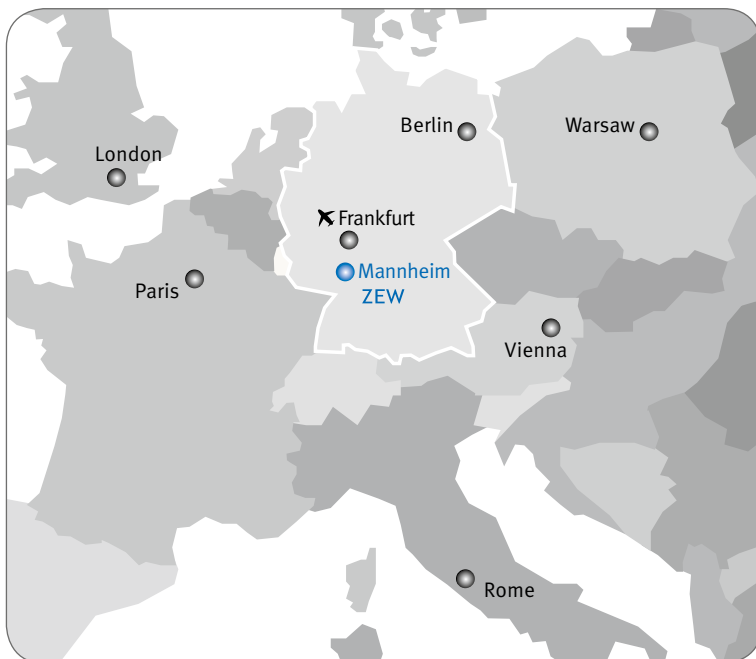 Berlin
Warsaw
London
Frankfurt
Mannheim
ZEW
Paris
Vienna
Rome